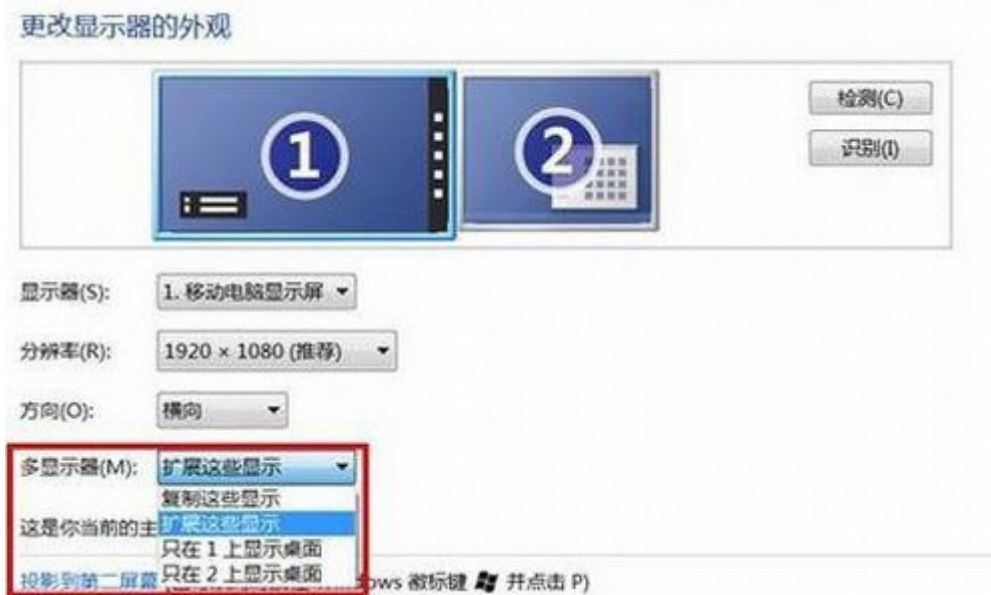 更改显示器的外观
1
2
检测(C)
识别(I)
显示器(S): 1. 移动电脑显示屏
分辨率(R): 1920 × 1080 (推荐)
方向(O): 横向
多显示器(M): 扩展这些显示
复制这些显示
这是你当前的主 扩展这些显示
只在 1 上显示桌面
投影到第二屏幕 只在 2 上显示桌面 ows 徽标键 并点击 P)